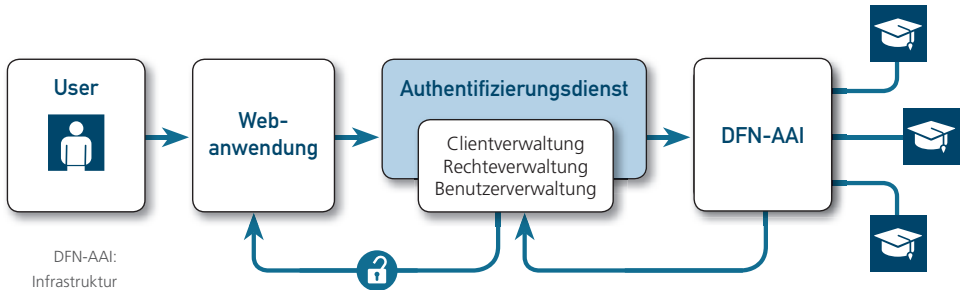 User
Web-
anwendung
Authentifizierungsdienst
Clientverwaltung
Rechteverwaltung
Benutzerverwaltung
DFN-AAI
DFN-AAI:
Infrastruktur